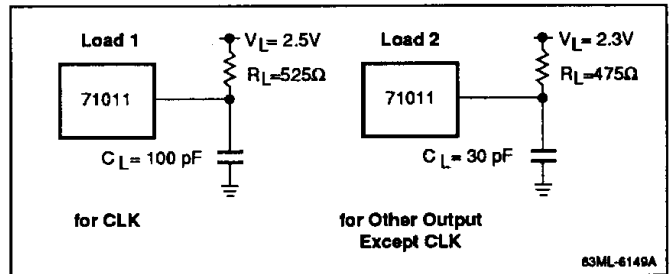 Load 1
V_L = 2.5V
R_L = 525Ω
71011
C_L = 100 pF
for CLK
Load 2
V_L = 2.3V
R_L = 475Ω
71011
C_L = 30 pF
for Other Output
Except CLK
63ML-6149A